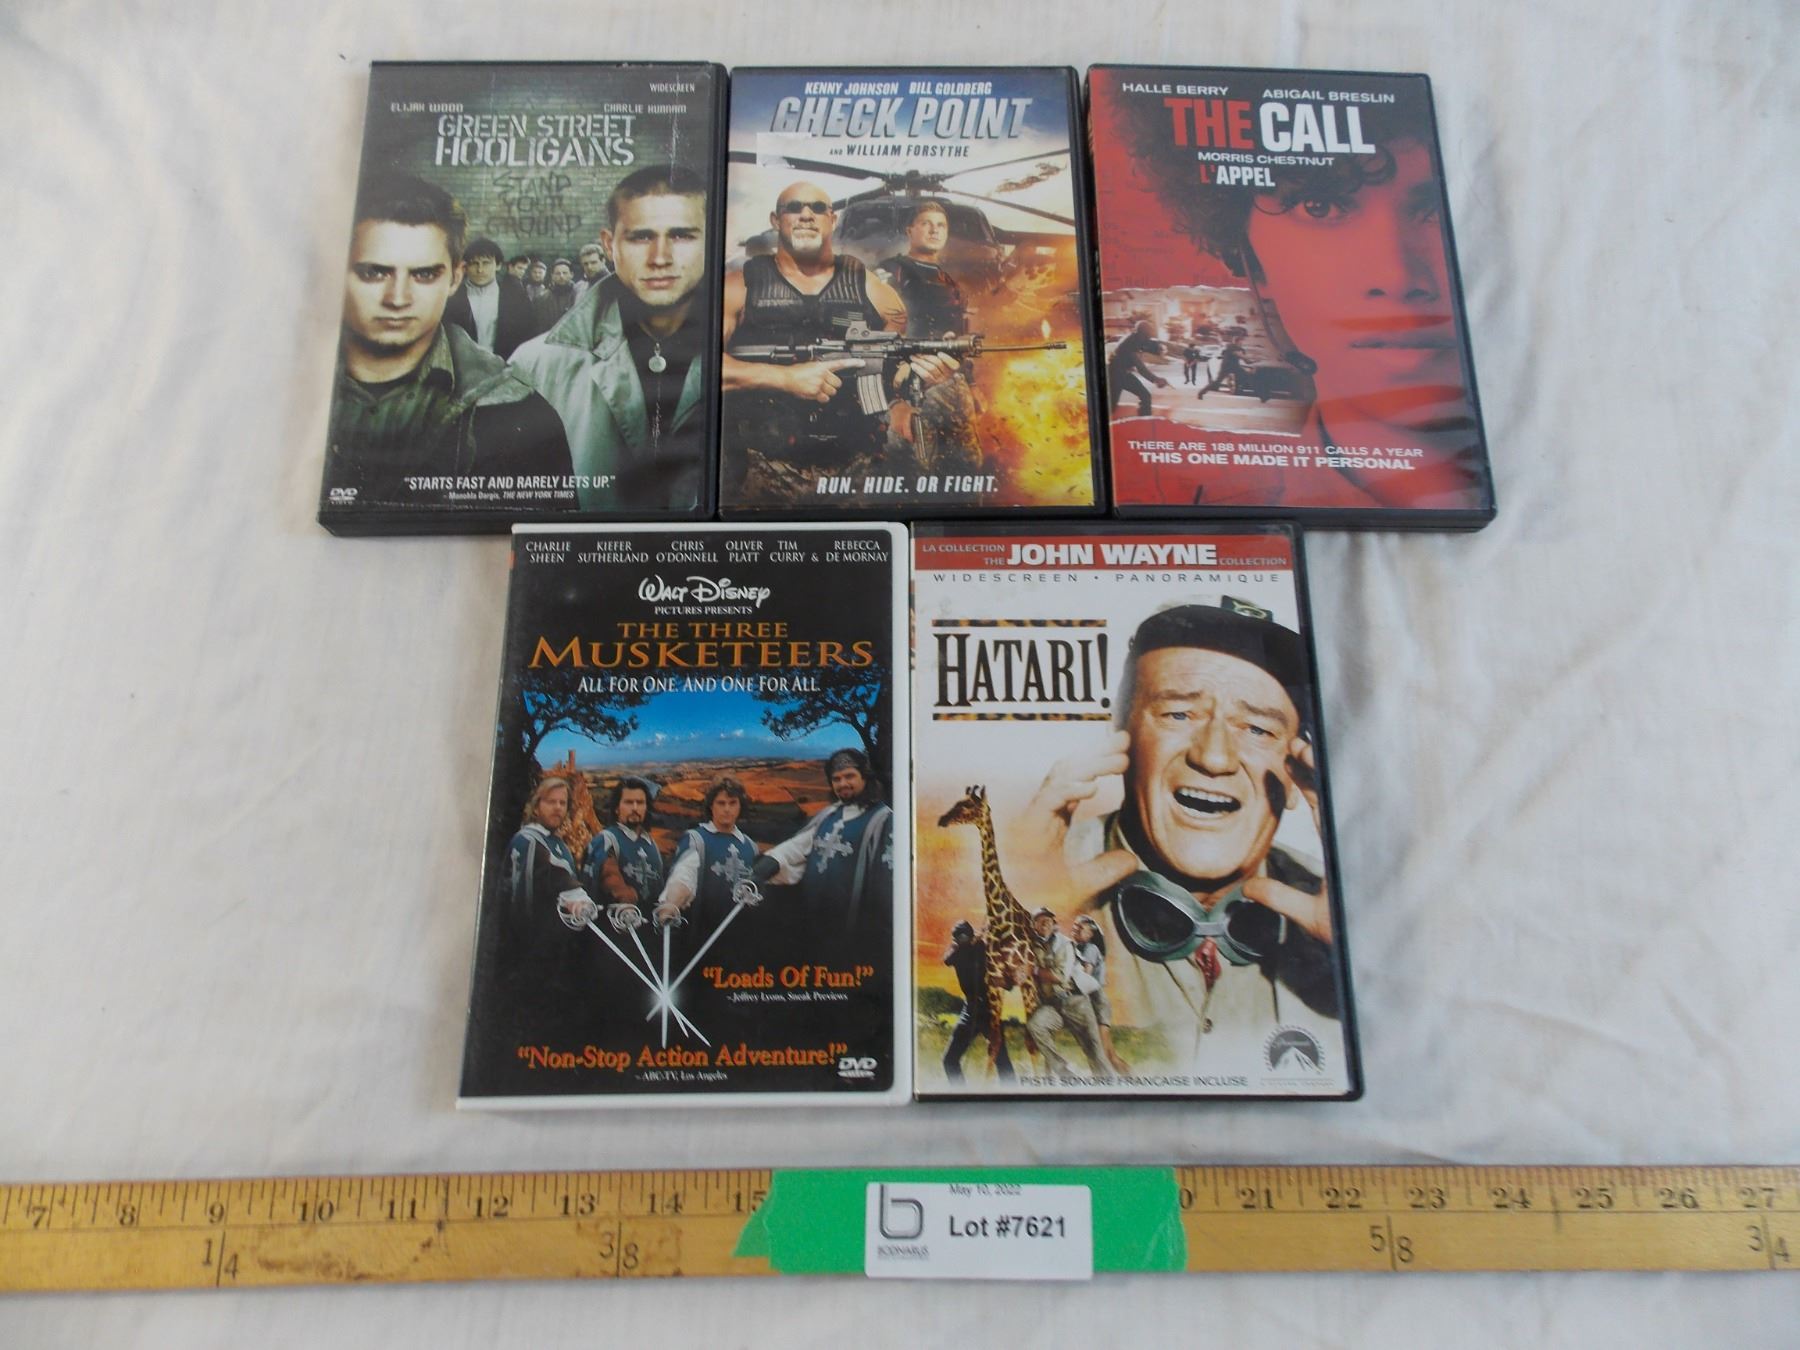 WIDESCREEN
ELIJAH WOOD CHARLIE HUNNAM
GREEN STREET
HOOLIGANS
STAND
YOUR
GROUND
"STARTS FAST AND RARELY LETS UP."
– Manohla Dargis, THE NEW YORK TIMES
DVD
KENNY JOHNSON BILL GOLDBERG
CHECK POINT
AND WILLIAM FORSYTHE
RUN. HIDE. OR FIGHT.
HALLE BERRY ABIGAIL BRESLIN
THE CALL
MORRIS CHESTNUT
L'APPEL
THERE ARE 188 MILLION 911 CALLS A YEAR
THIS ONE MADE IT PERSONAL
CHARLIE SHEEN KIEFER SUTHERLAND CHRIS O'DONNELL OLIVER PLATT TIM CURRY & REBECCA DE MORNAY
WALT DISNEY
PICTURES PRESENTS
THE THREE
MUSKETEERS
ALL FOR ONE. AND ONE FOR ALL.
"Loads Of Fun!"
– Jeffrey Lyons, Sneak Previews
"Non-Stop Action Adventure!"
– ABC-TV, Los Angeles
DVD
LA COLLECTION
THE JOHN WAYNE COLLECTION
WIDESCREEN • PANORAMIQUE
HATARI!
Paramount
PISTE SONORE FRANÇAISE INCLUSE
7 8 9 10 11 12 13 14 15 0 21 22 23 24 25 26 27
1/4 3/8 5/8 3/4
May 10, 2022
Lot #7621
b